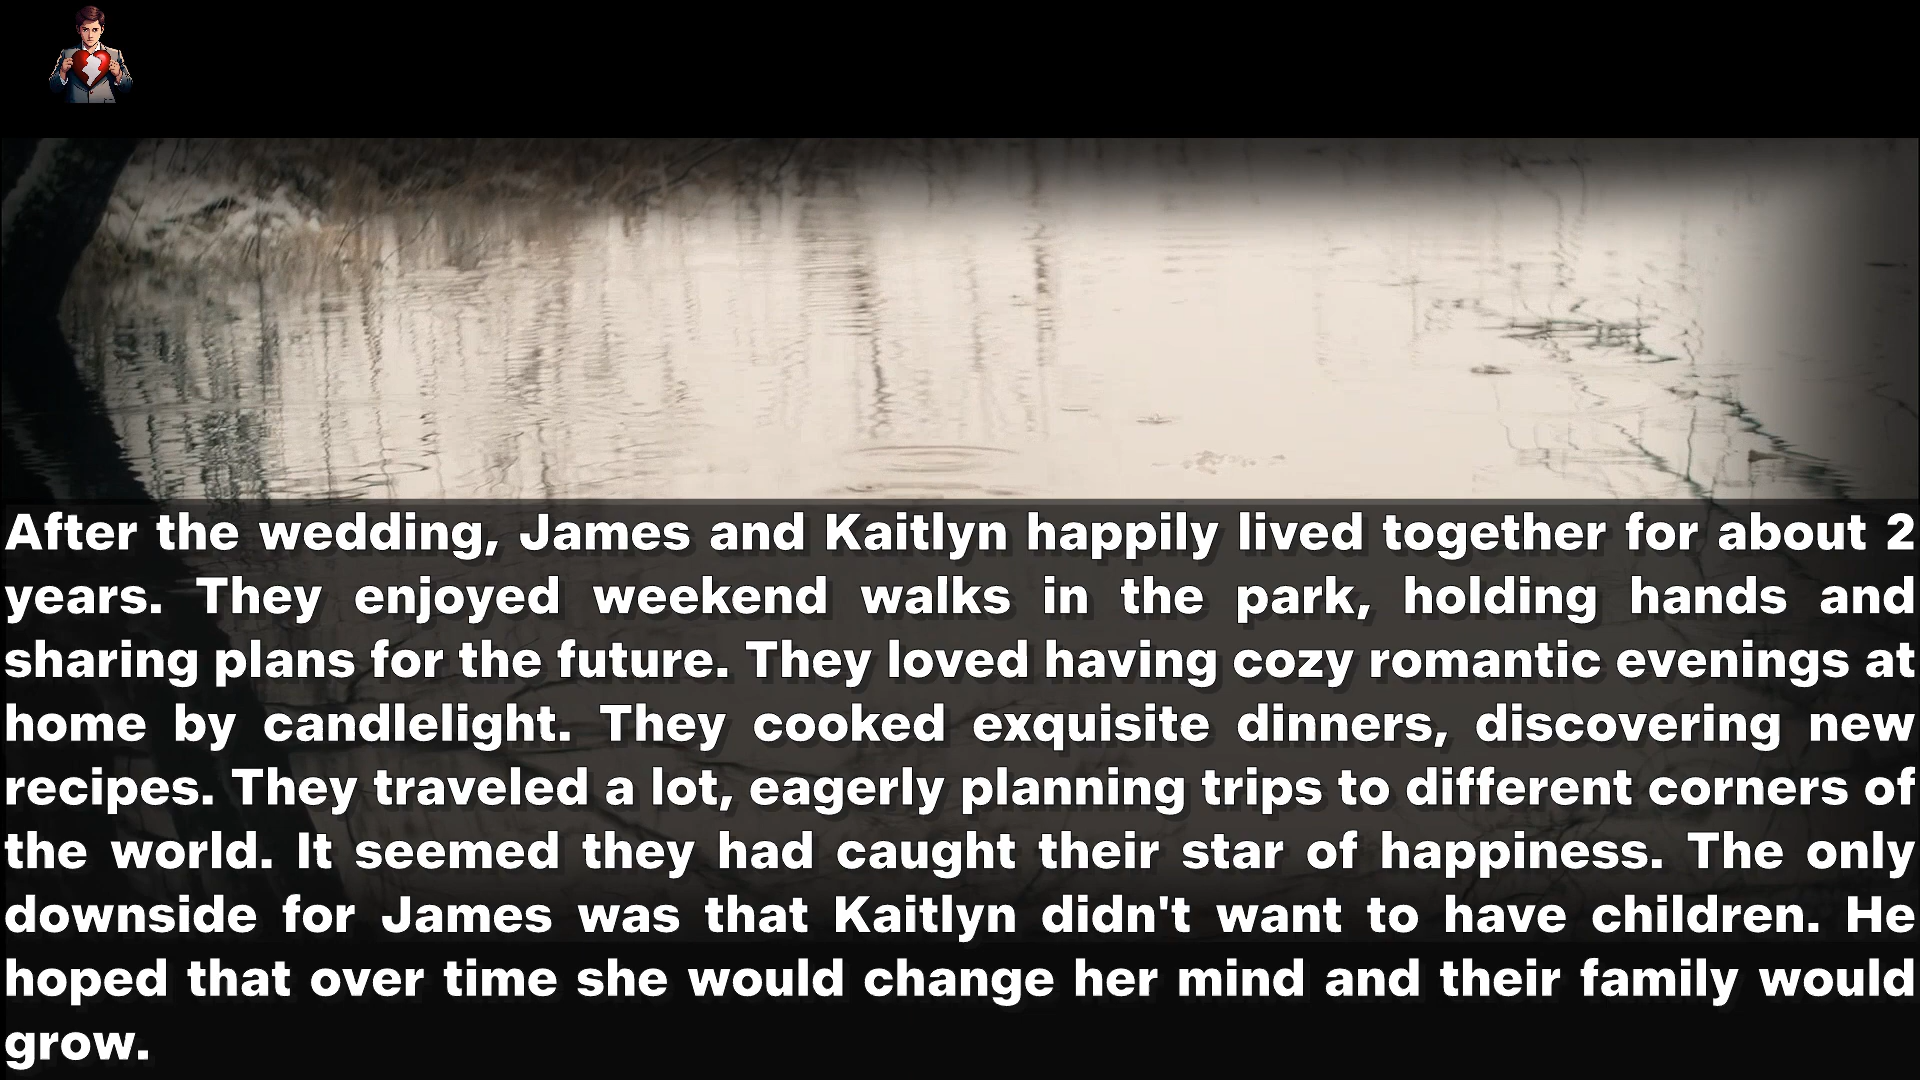 After the wedding, James and Kaitlyn happily lived together for about 2
years. They enjoyed weekend walks in the park, holding hands and
sharing plans for the future. They loved having cozy romantic evenings at
home by candlelight. They cooked exquisite dinners, discovering new
recipes. They traveled a lot, eagerly planning trips to different corners of
the world. It seemed they had caught their star of happiness. The only
downside for James was that Kaitlyn didn't want to have children. He
hoped that over time she would change her mind and their family would
grow.